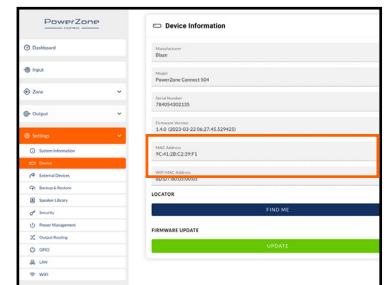 PowerZone
CONTROL
Dashboard
Input
Zone
Output
Settings
System Information
Device
External Devices
Backup & Restore
Speaker Library
Security
Power Management
Output Routing
GPIO
LAN
WiFi
Device Information
Manufacturer
Blaze
Model
PowerZone Connect 504
Serial Number
784054302135
Firmware Version
1.4.0 (2023-03-22 06:27:45.529425)
MAC Address
9C:41:2B:C2:39:F1
WiFi MAC Address
LOCATOR
FIND ME
FIRMWARE UPDATE
UPDATE